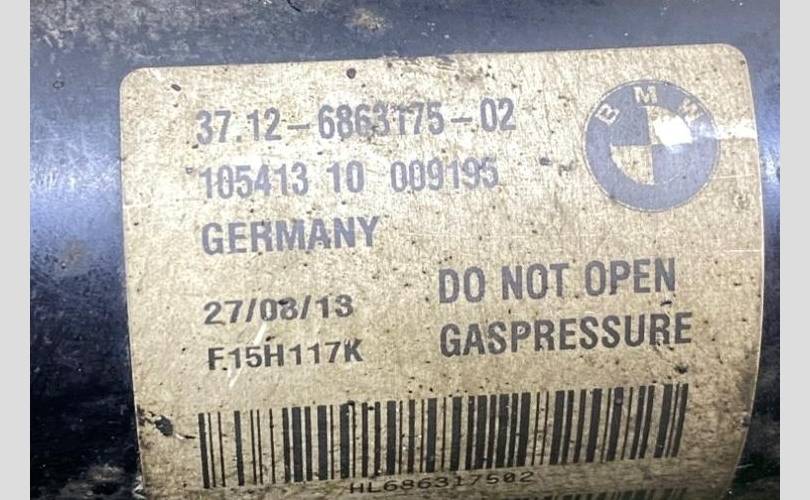 37.12-6863175-02
BMW
105413 10 009195
GERMANY
DO NOT OPEN
27/08/13
GASPRESSURE
F15H117K
HL686317502